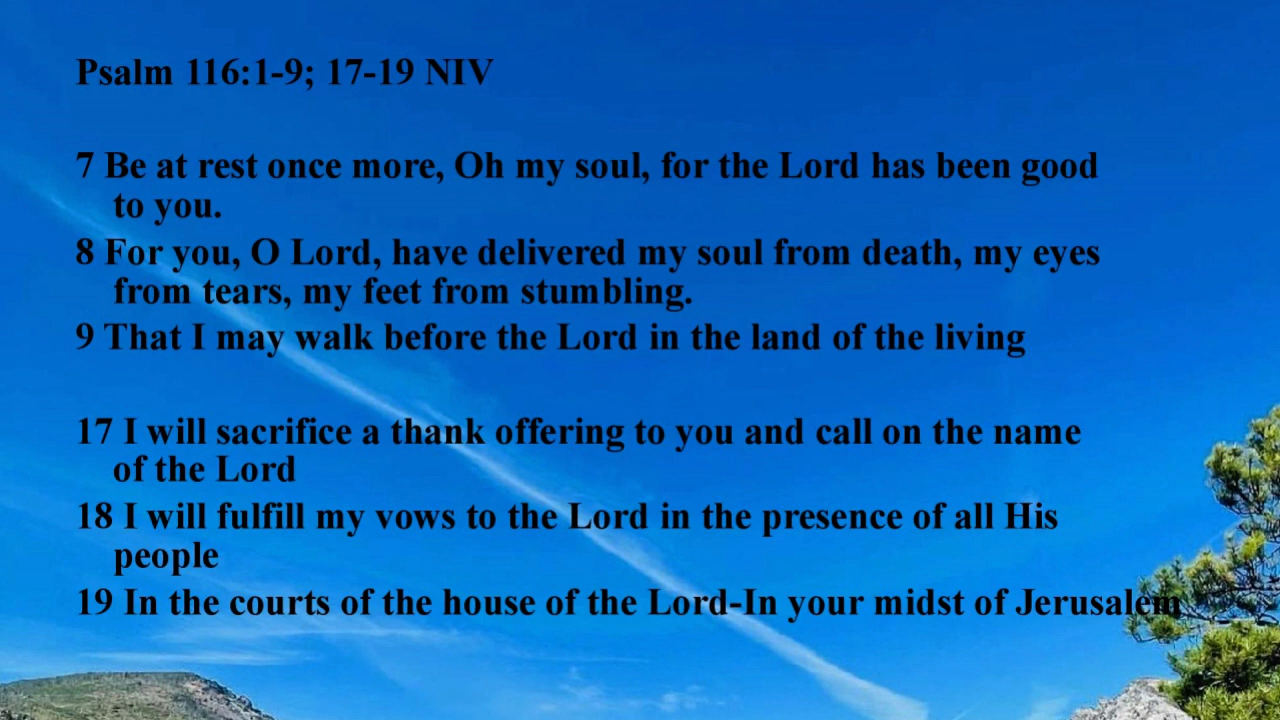 Psalm 116:1-9; 17-19 NIV
7 Be at rest once more, Oh my soul, for the Lord has been good
to you.
8 For you, O Lord, have delivered my soul from death, my eyes
from tears, my feet from stumbling.
9 That I may walk before the Lord in the land of the living
17 I will sacrifice a thank offering to you and call on the name
of the Lord
18 I will fulfill my vows to the Lord in the presence of all His
people
19 In the courts of the house of the Lord-In your midst of Jerusalem